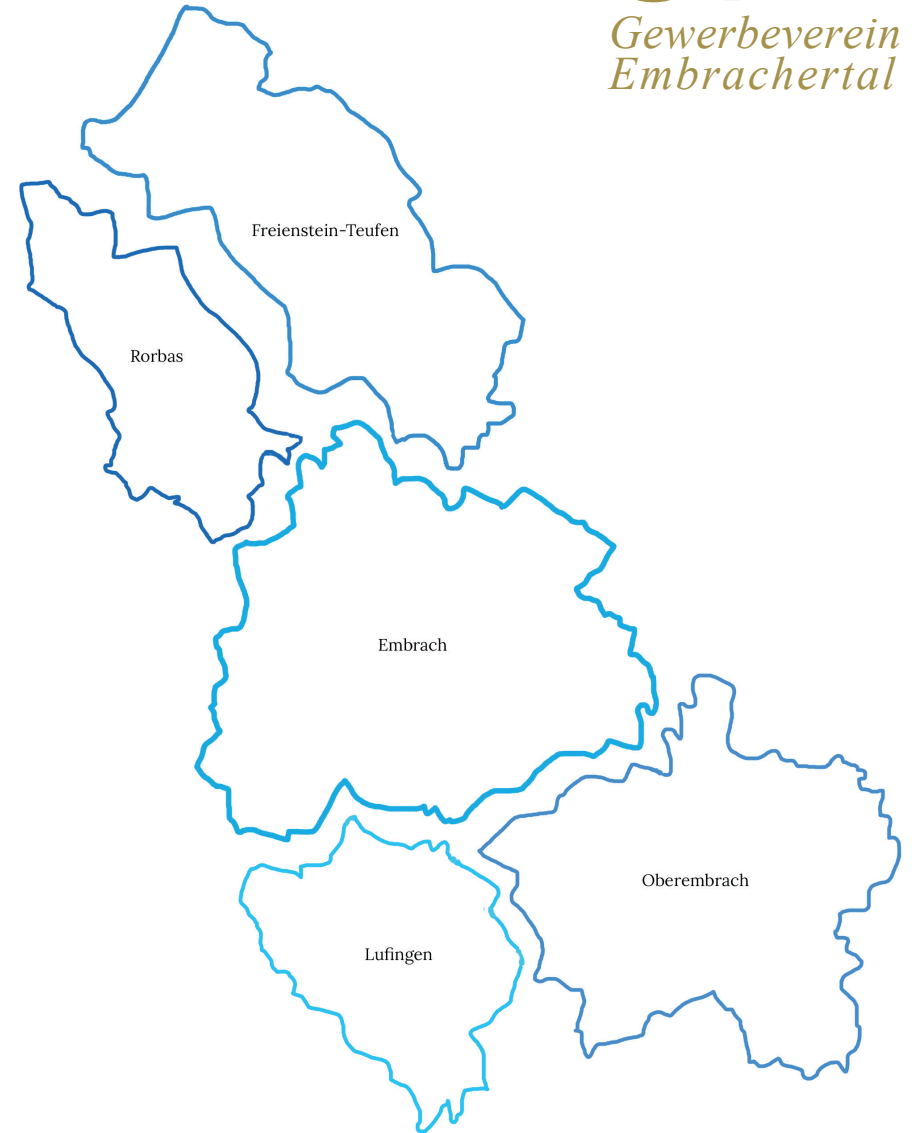 Gewerbeverein
Embrachertal
Freienstein-Teufen
Rorbas
Embrach
Oberembrach
Lufingen